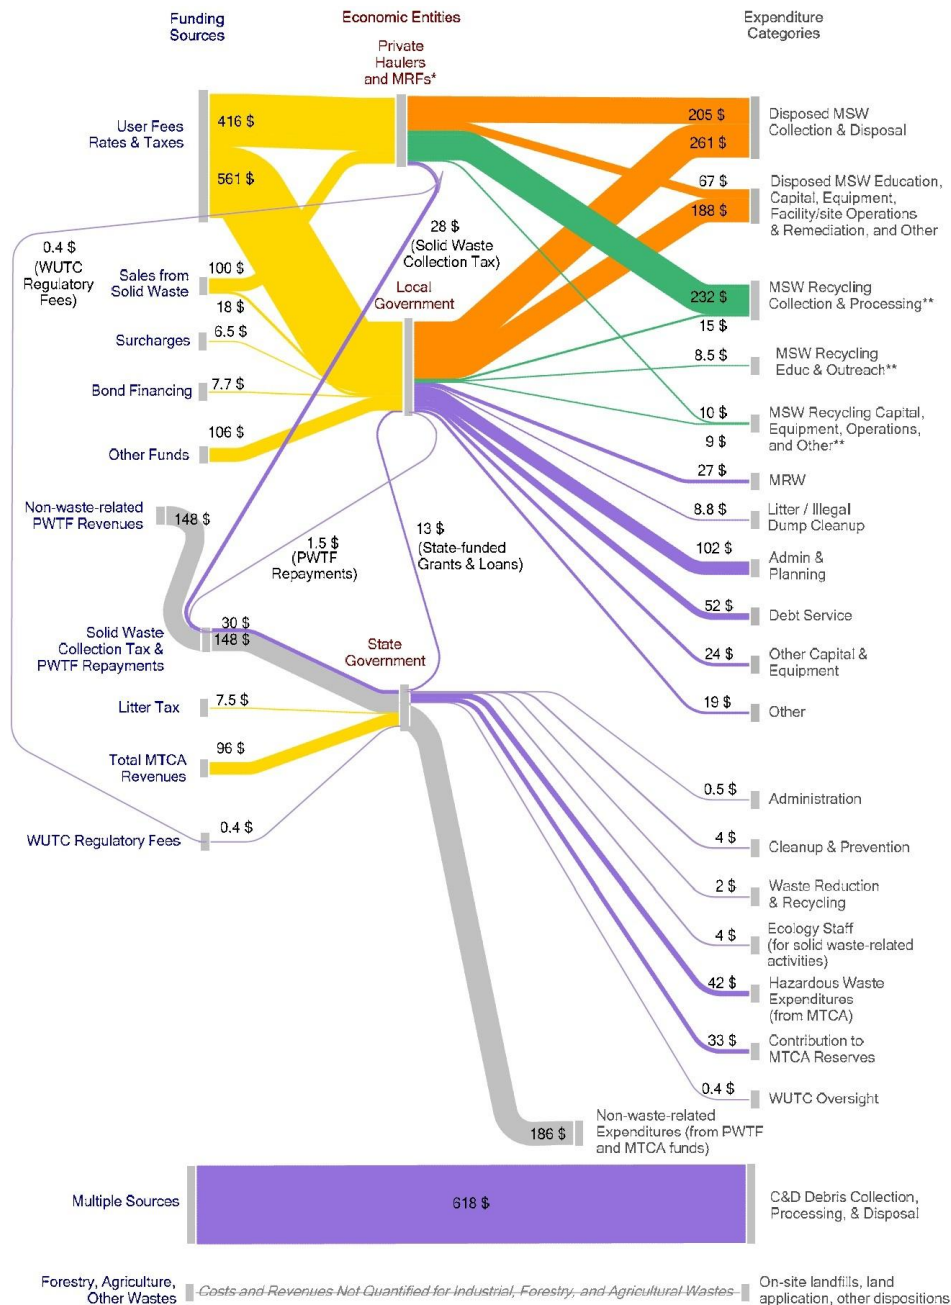 Funding
Sources
Economic Entities
Expenditure
Categories
Private
Haulers
and MRFs*
User Fees
Rates & Taxes
416 $
561 $
205 $
261 $
Disposed MSW
Collection & Disposal
67 $
188 $
Disposed MSW Education,
Capital, Equipment,
Facility/site Operations
& Remediation, and Other
0.4 $
(WUTC
Regulatory
Fees)
28 $
(Solid Waste
Collection Tax)
Sales from
Solid Waste
100 $
18 $
Local
Government
232 $
15 $
MSW Recycling
Collection & Processing**
Surcharges
6.5 $
8.5 $
MSW Recycling
Educ & Outreach**
Bond Financing
7.7 $
10 $
9 $
MSW Recycling Capital,
Equipment, Operations,
and Other**
Other Funds
106 $
27 $
MRW
Non-waste-related
PWTF Revenues
148 $
8.8 $
Litter / Illegal
Dump Cleanup
1.5 $
(PWTF
Repayments)
13 $
(State-funded
Grants & Loans)
102 $
Admin &
Planning
52 $
Debt Service
Solid Waste
Collection Tax &
PWTF Repayments
30 $
148 $
State
Government
24 $
Other Capital &
Equipment
Litter Tax
7.5 $
19 $
Other
Total MTCA
Revenues
96 $
0.5 $
Administration
WUTC Regulatory Fees
0.4 $
4 $
Cleanup & Prevention
2 $
Waste Reduction
& Recycling
4 $
Ecology Staff
(for solid waste-related
activities)
42 $
Hazardous Waste
Expenditures
(from MTCA)
33 $
Contribution to
MTCA Reserves
0.4 $
WUTC Oversight
186 $
Non-waste-related
Expenditures (from PWTF
and MTCA funds)
Multiple Sources
618 $
C&D Debris Collection,
Processing, & Disposal
Forestry, Agriculture,
Other Wastes
Costs and Revenues Not Quantified for Industrial, Forestry, and Agricultural Wastes
On-site landfills, land
application, other dispositions